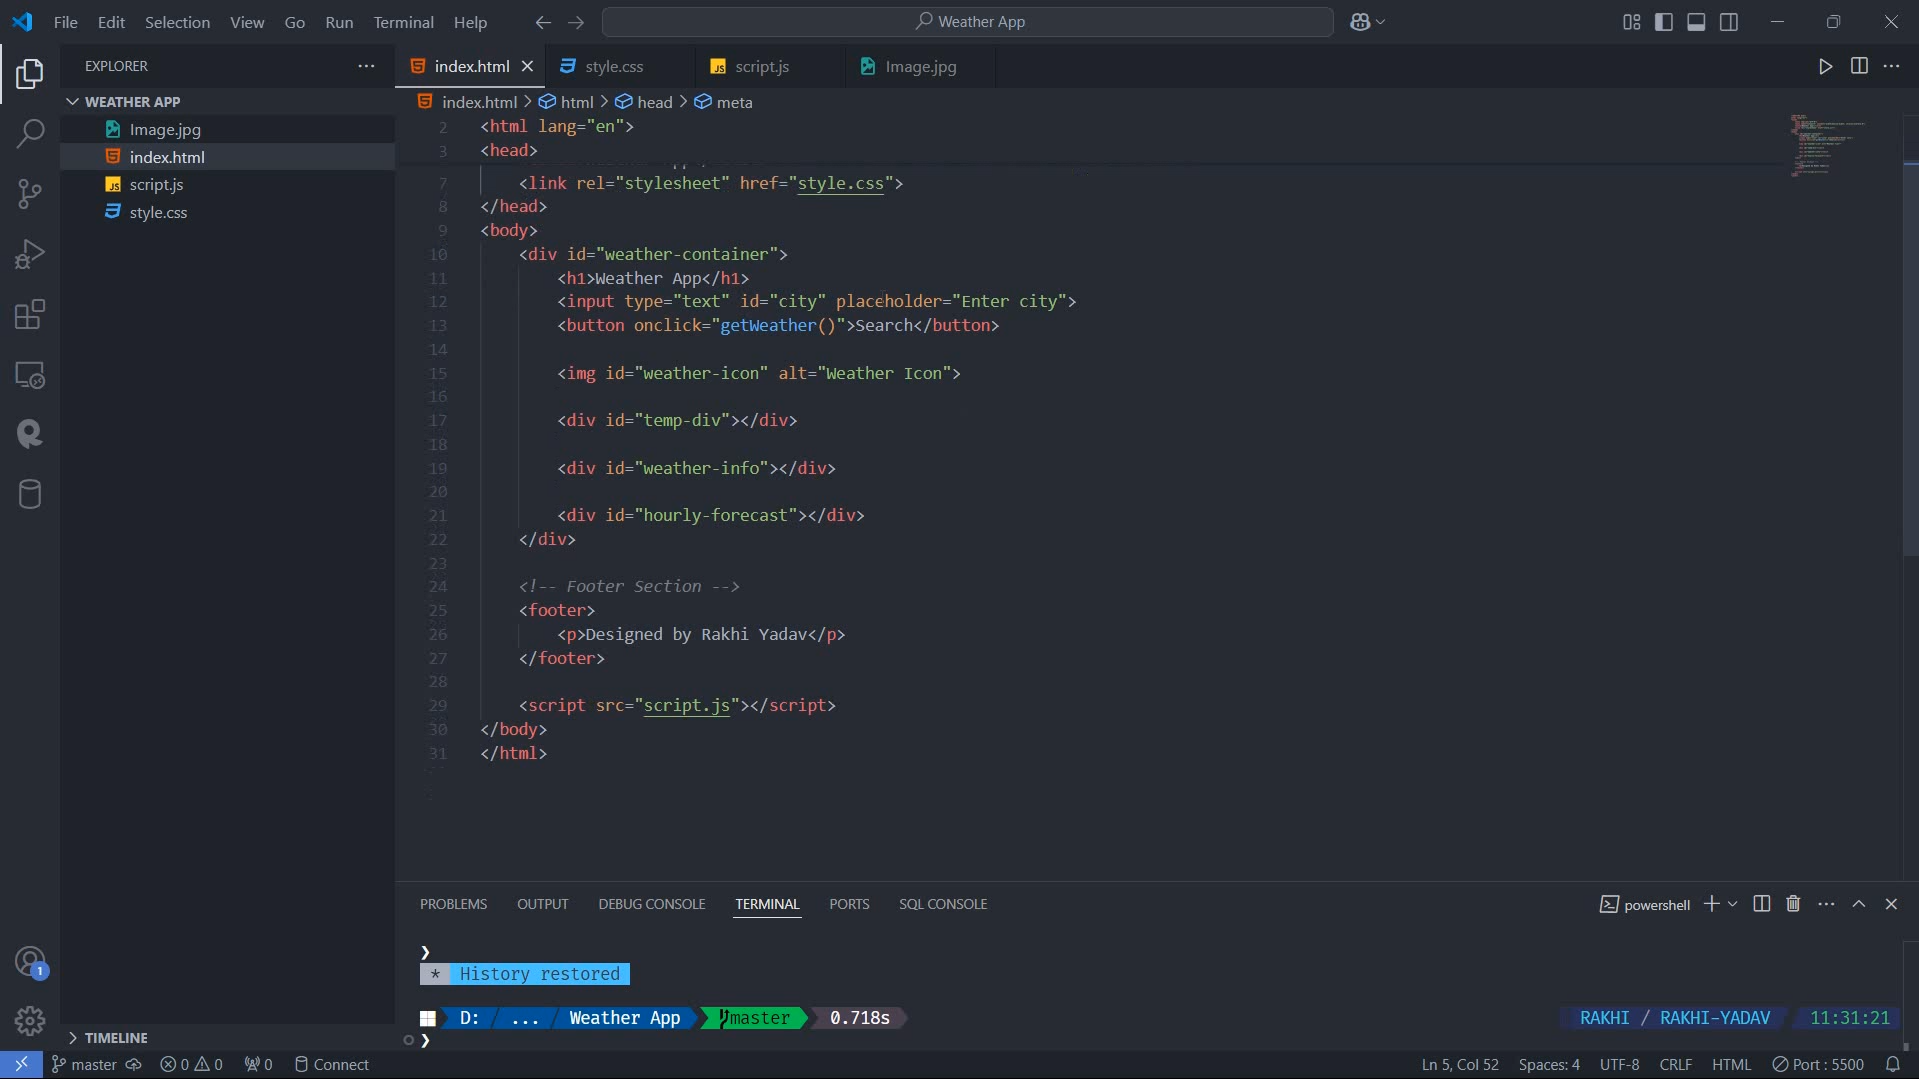 File Edit Selection View Go Run Terminal Help
Weather App
EXPLORER
WEATHER APP
Image.jpg
index.html
JS script.js
style.css
TIMELINE
index.html
style.css
JS script.js
Image.jpg
index.html > html > head > meta
2 <html lang="en">
3 <head>
7 <link rel="stylesheet" href="style.css">
8 </head>
9 <body>
10 <div id="weather-container">
11 <h1>Weather App</h1>
12 <input type="text" id="city" placeholder="Enter city">
13 <button onclick="getWeather()">Search</button>
14
15 <img id="weather-icon" alt="Weather Icon">
16
17 <div id="temp-div"></div>
18
19 <div id="weather-info"></div>
20
21 <div id="hourly-forecast"></div>
22 </div>
23
24 <!-- Footer Section -->
25 <footer>
26 <p>Designed by Rakhi Yadav</p>
27 </footer>
28
29 <script src="script.js"></script>
30 </body>
31 </html>
PROBLEMS OUTPUT DEBUG CONSOLE TERMINAL PORTS SQL CONSOLE
powershell
❯
* History restored
D: ... Weather App master 0.718s RAKHI / RAKHI-YADAV 11:31:21
❯
1
master 0 0 0 Connect Ln 5, Col 52 Spaces: 4 UTF-8 CRLF HTML Port : 5500